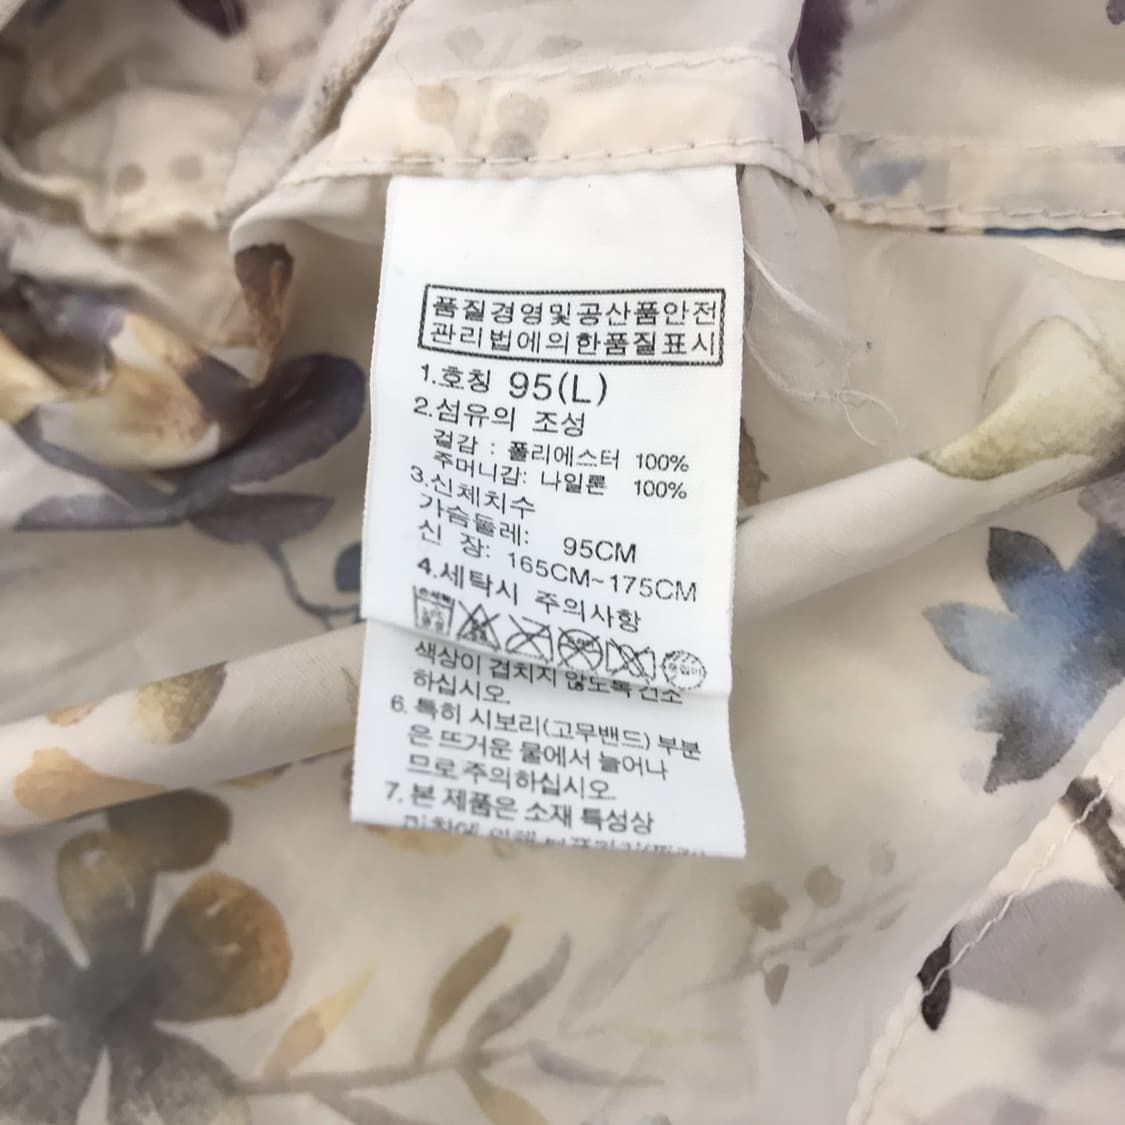 품질경영및공산품안전
관리법에의한품질표시
1.호칭 95(L)
2.섬유의 조성
겉감 : 폴리에스터 100%
주머니감: 나일론 100%
3.신체치수
가슴둘레: 95CM
신 장: 165CM~175CM
4.세탁시 주의사항
색상이 겹치지 않도록 건조
하십시오.
6. 특히 시보리(고무밴드) 부분
은 뜨거운 물에서 늘어나
므로 주의하십시오.
7. 본 제품은 소재 특성상